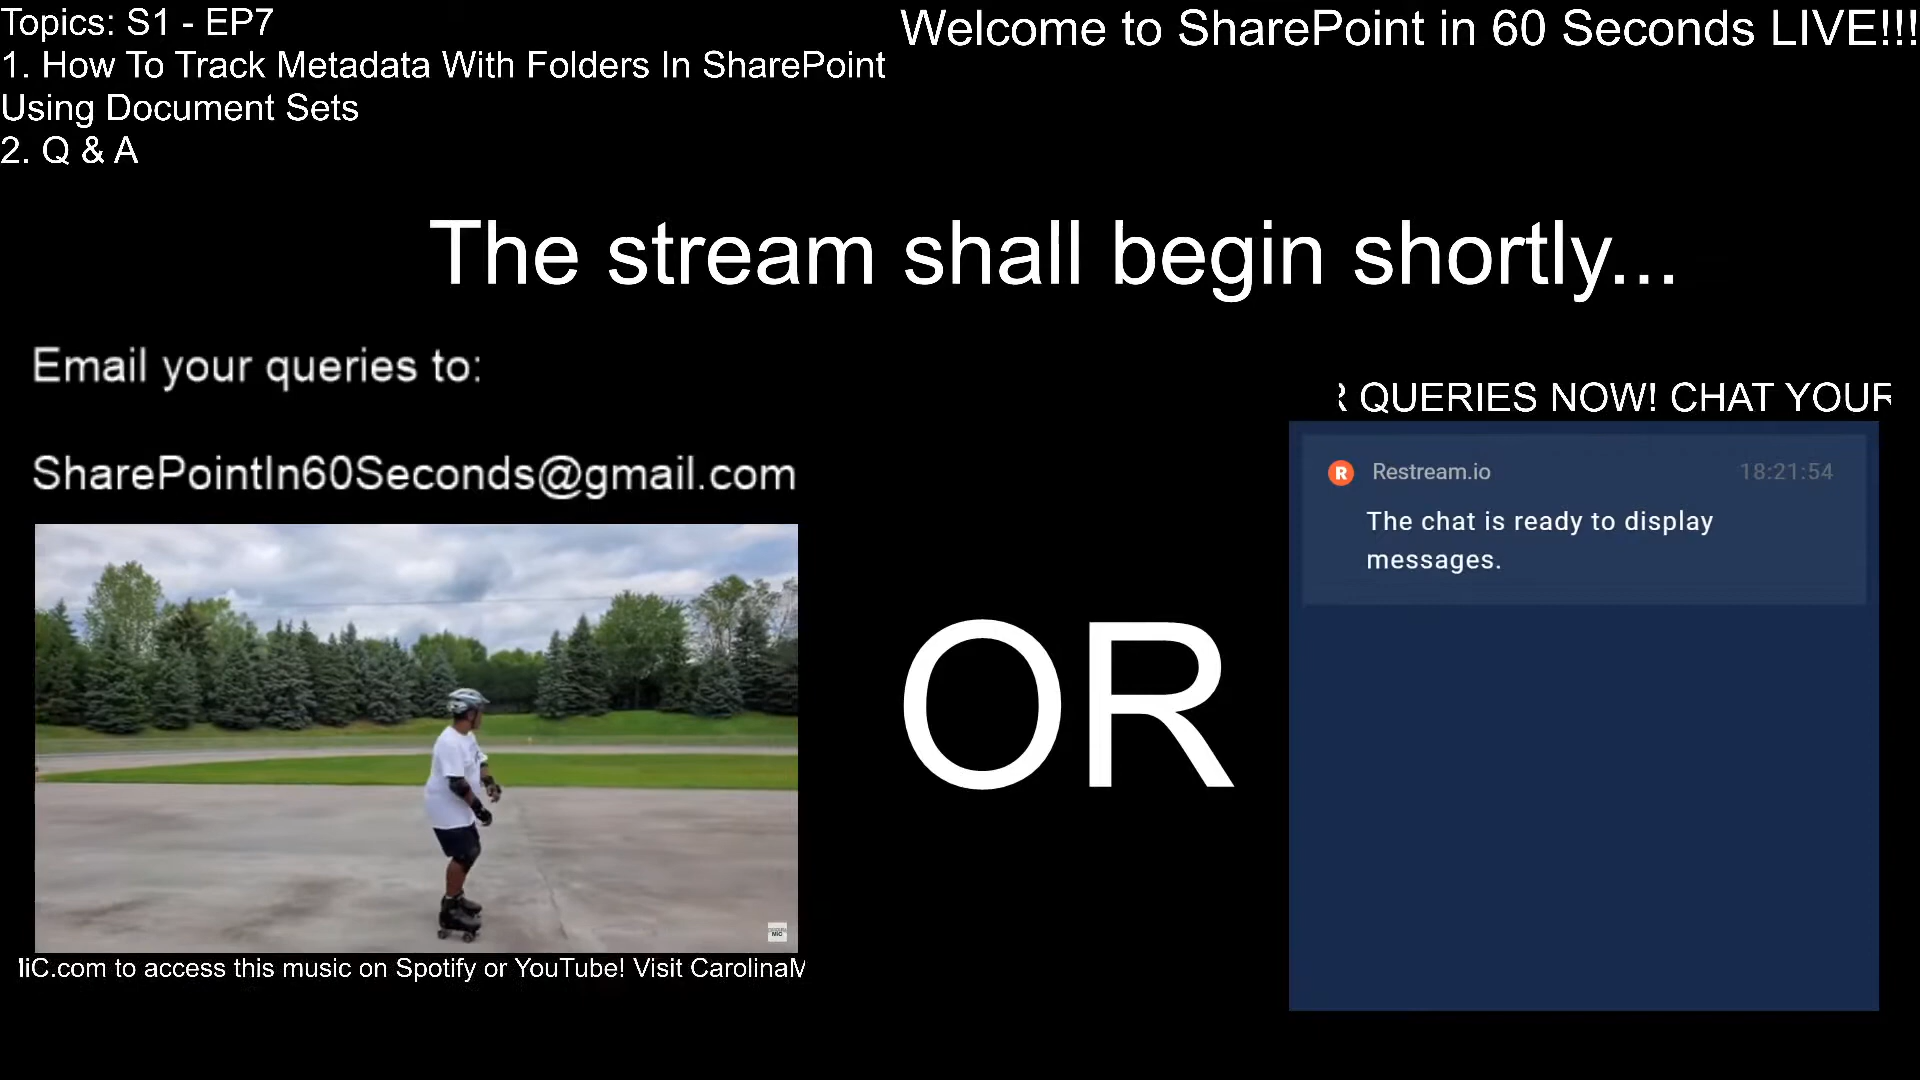 Topics: S1 - EP7
1. How To Track Metadata With Folders In SharePoint
Using Document Sets
2. Q & A
Welcome to SharePoint in 60 Seconds LIVE!!!
The stream shall begin shortly...
Email your queries to:
SharePointIn60Seconds@gmail.com
QUERIES NOW! CHAT YOUR
Restream.io 18:21:54
The chat is ready to display
messages.
OR
MiC
iC.com to access this music on Spotify or YouTube! Visit Carolina